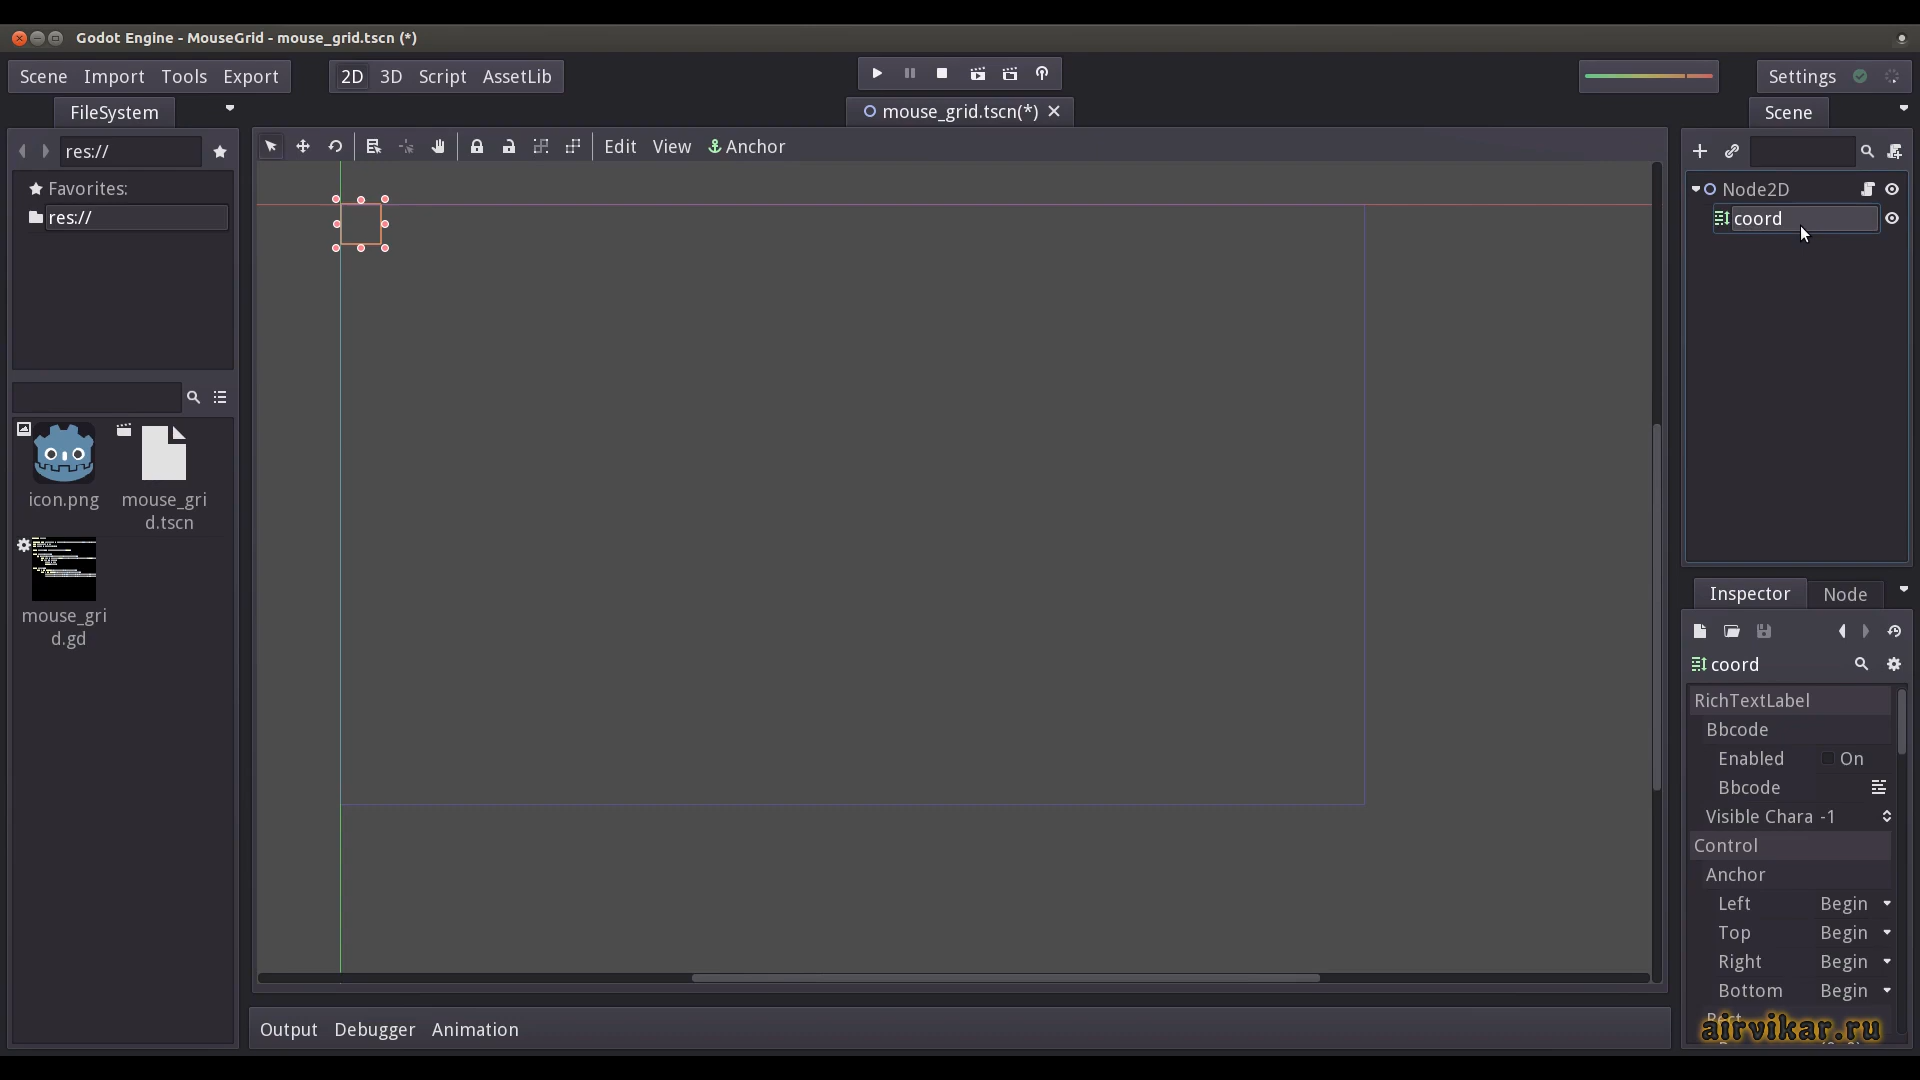 Godot Engine - MouseGrid - mouse_grid.tscn (*)
Scene Import Tools Export
2D 3D Script AssetLib
Settings
FileSystem
mouse_grid.tscn(*)
Scene
res://
Favorites:
res://
Edit View Anchor
Node2D
coord
icon.png
mouse_gri
d.tscn
mouse_gri
d.gd
Inspector Node
coord
RichTextLabel
Bbcode
Enabled On
Bbcode
Visible Chara -1
Control
Anchor
Left Begin
Top Begin
Right Begin
Bottom Begin
Output Debugger Animation
airvikar.ru